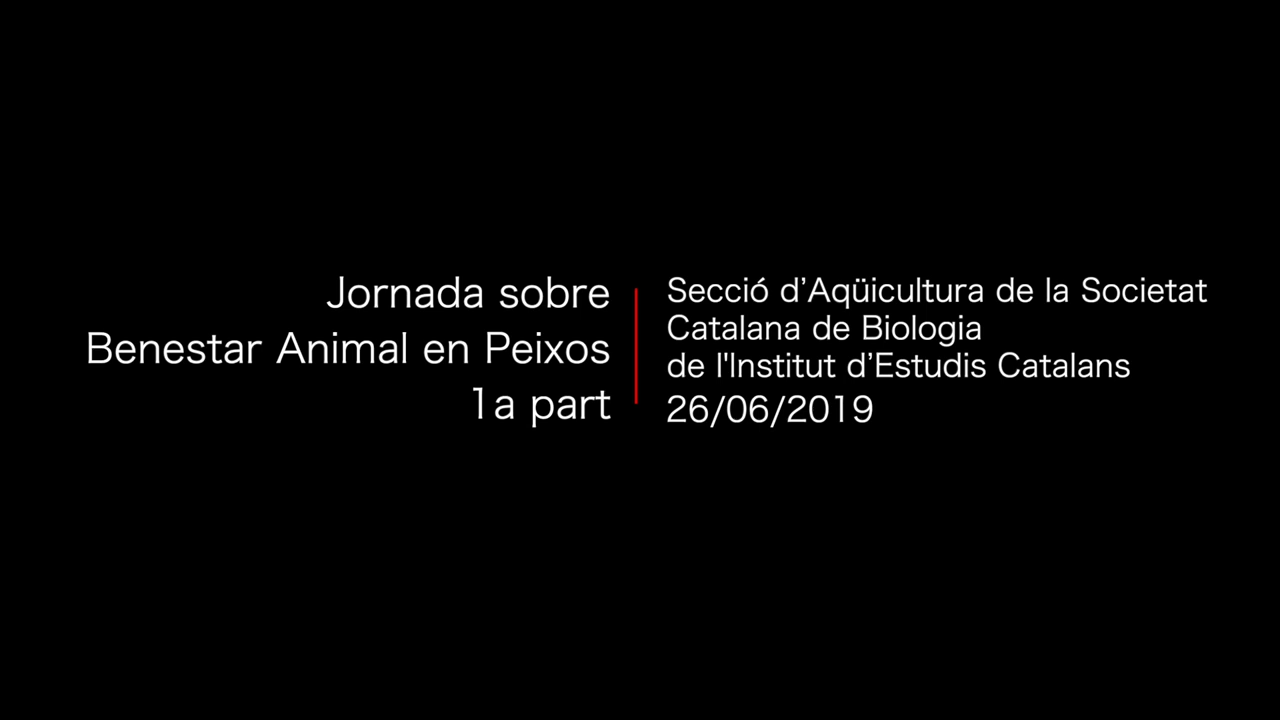 Jornada sobre
Benestar Animal en Peixos
1a part
Secció d’Aqüicultura de la Societat
Catalana de Biologia
de l'Institut d’Estudis Catalans
26/06/2019